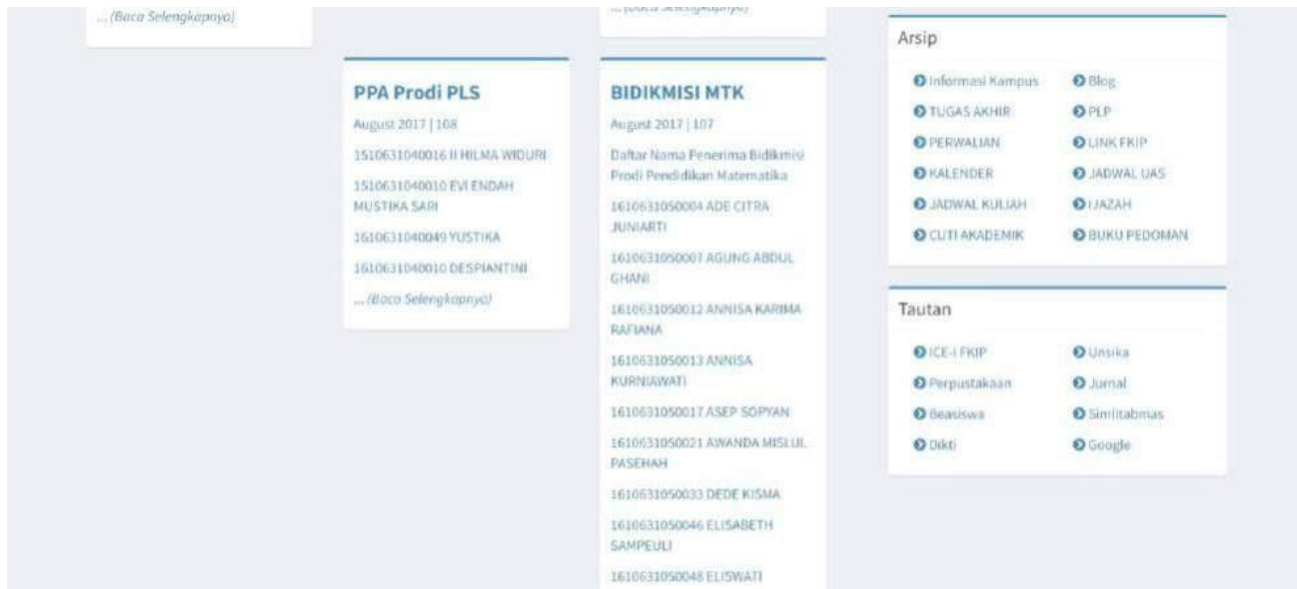 ... (Baca Selengkapnya)
PPA Prodi PLS
August 2017 | 108
1510631040016 II HILMA WIDURI
1510631040010 EVI ENDAH
MUSTIKA SARI
1610631040049 YUSTIKA
1610631040010 DESPIANTINI
... (Baca Selengkapnya)
... (Baca Selengkapnya)
BIDIKMISI MTK
August 2017 | 107
Daftar Nama Penerima Bidikmisi
Prodi Pendidikan Matematika
1610631050004 ADE CITRA
JUNIARTI
1610631050007 AGUNG ABDUL
GHANI
1610631050012 ANNISA KARIMA
RAFIANA
1610631050013 ANNISA
KURNIAWATI
1610631050017 ASEP SOPYAN
1610631050021 AWANDA MISLUL
PASEHAH
1610631050033 DEDE KISMA
1610631050046 ELISABETH
SAMPEULI
1610631050048 ELISWATI
Arsip
Informasi Kampus
Blog
TUGAS AKHIR
PLP
PERWALIAN
LINK FKIP
KALENDER
JADWAL UAS
JADWAL KULIAH
IJAZAH
CUTI AKADEMIK
BUKU PEDOMAN
Tautan
ICE-I FKIP
Unsika
Perpustakaan
Jurnal
Beasiswa
Simlitabmas
Dikti
Google